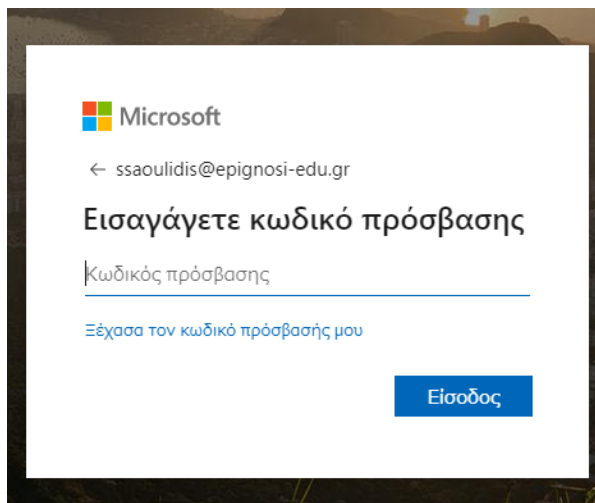 Microsoft
← ssaoulidis@epignosi-edu.gr
Εισαγάγετε κωδικό πρόσβασης
Κωδικός πρόσβασης
Ξέχασα τον κωδικό πρόσβασής μου
Είσοδος